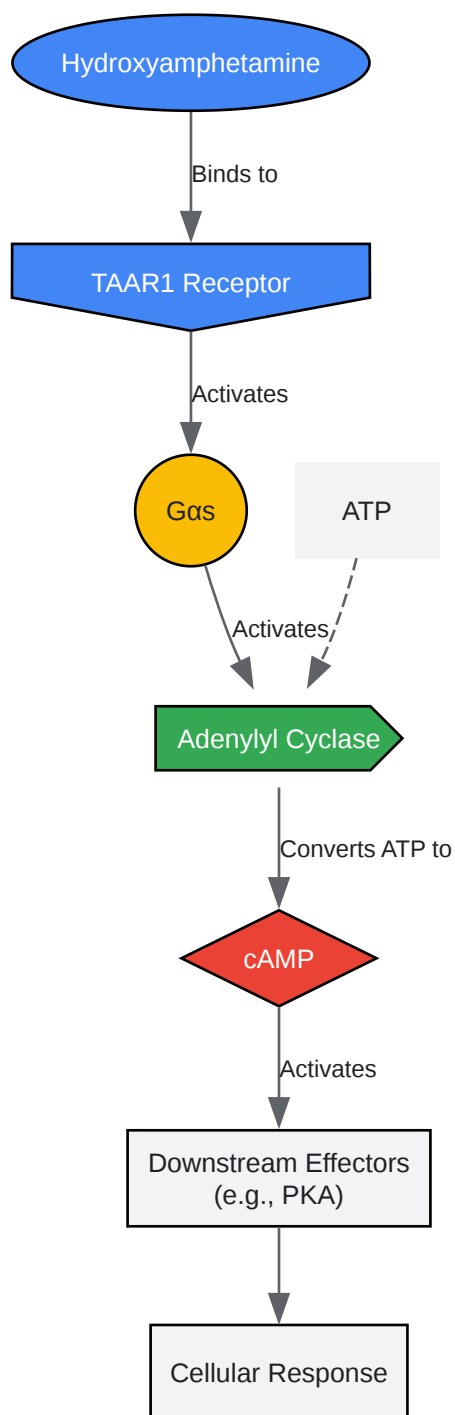 Hydroxyamphetamine
Binds to
TAAR1 Receptor
Activates
Gαs
ATP
Activates
Adenylyl Cyclase
Converts ATP to
cAMP
Activates
Downstream Effectors
(e.g., PKA)
Cellular Response